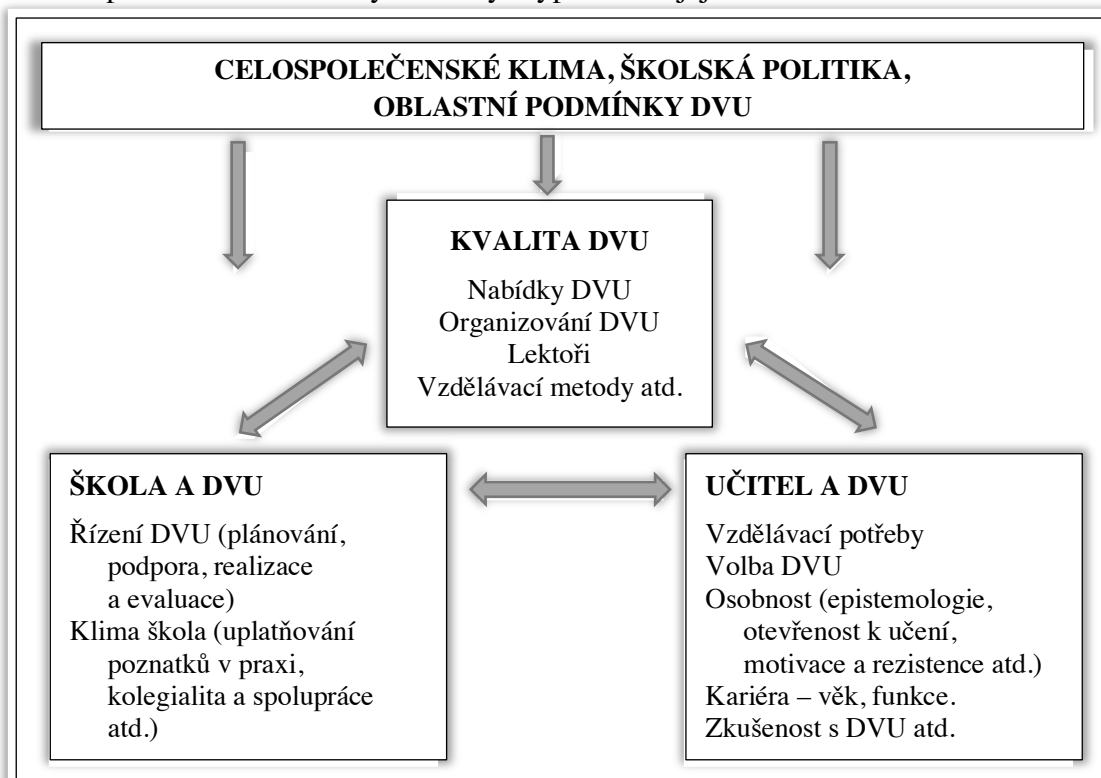 CELOSPOLEČENSKÉ KLIMA, ŠKOLSKÁ POLITIKA,
OBLASTNÍ PODMÍNKY DVU
KVALITA DVU
Nabídky DVU
Organizování DVU
Lektoři
Vzdělávací metody atd.
ŠKOLA A DVU
Řízení DVU (plánování,
podpora, realizace
a evaluace)
Klima škola (uplatňování
poznatků v praxi,
kolegialita a spolupráce
atd.)
UČITEL A DVU
Vzdělávací potřeby
Volba DVU
Osobnost (epistemologie,
otevřenost k učení,
motivace a rezistence atd.)
Kariéra – věk, funkce.
Zkušenost s DVU atd.